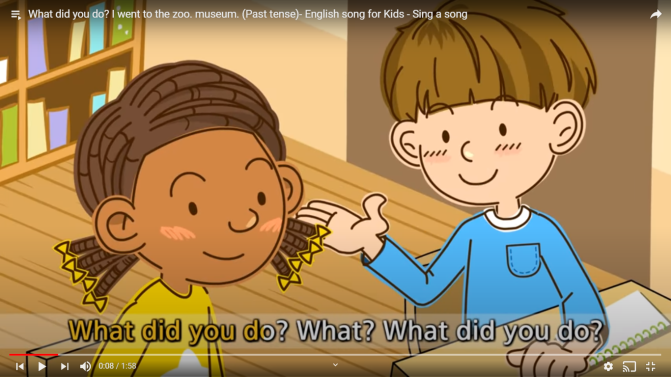 What did you do? I went to the zoo. museum. (Past tense)- English song for Kids - Sing a song
What did you do? What? What did you do?
0:08 / 1:58